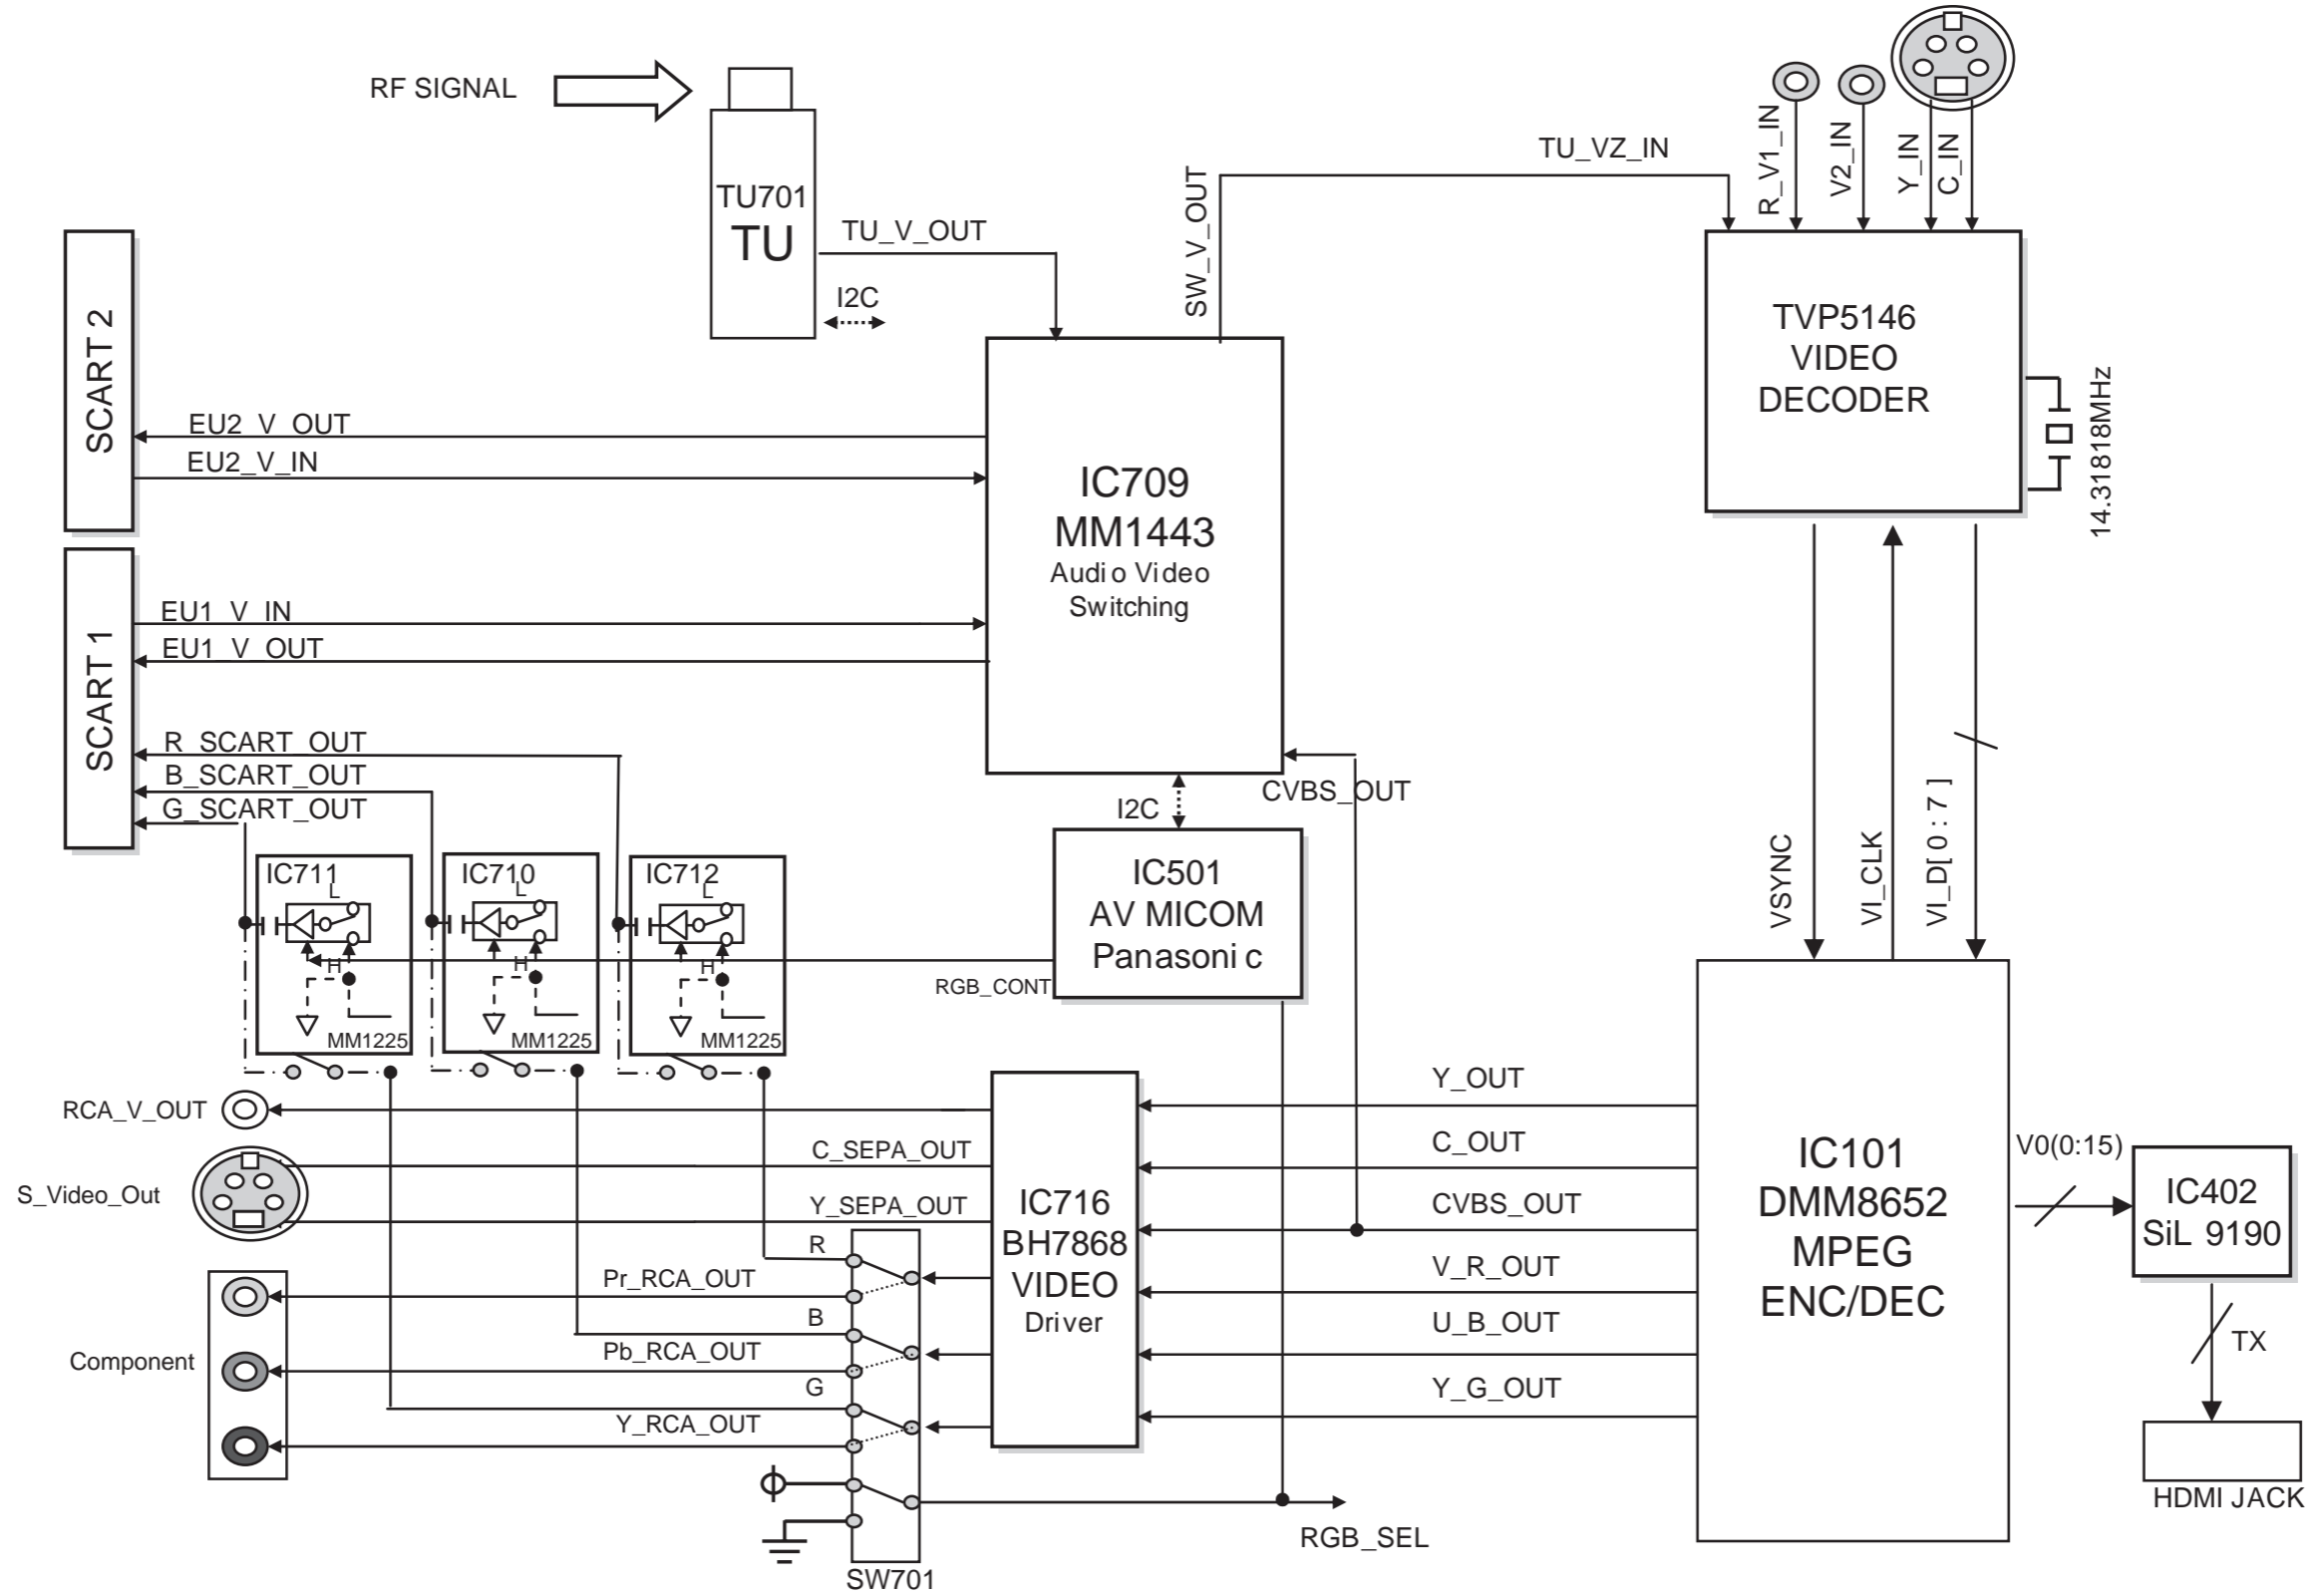 RF SIGNAL
TU701
TU
TU_V_OUT
I2C
SW_V_OUT
TU_VZ_IN
R_V1_IN
V2_IN
Y_IN
C_IN
TVP5146
VIDEO
DECODER
14.31818MHz
SCART 2
EU2_V_OUT
EU2_V_IN
IC709
MM1443
Audio Video
Switching
SCART 1
EU1_V_IN
EU1_V_OUT
R_SCART_OUT
B_SCART_OUT
G_SCART_OUT
CVBS_OUT
I2C
VSYNC
VI_CLK
VI_D[ 0 : 7 ]
IC711
L
H
MM1225
IC710
L
H
MM1225
IC712
L
H
MM1225
IC501
AV MICOM
Panasonic
RGB_CONT
RCA_V_OUT
S_Video_Out
Component
C_SEPA_OUT
Y_SEPA_OUT
R
Pr_RCA_OUT
B
Pb_RCA_OUT
G
Y_RCA_OUT
SW701
RGB_SEL
IC716
BH7868
VIDEO
Driver
Y_OUT
C_OUT
CVBS_OUT
V_R_OUT
U_B_OUT
Y_G_OUT
IC101
DMM8652
MPEG
ENC/DEC
V0(0:15)
IC402
SiL 9190
TX
HDMI JACK